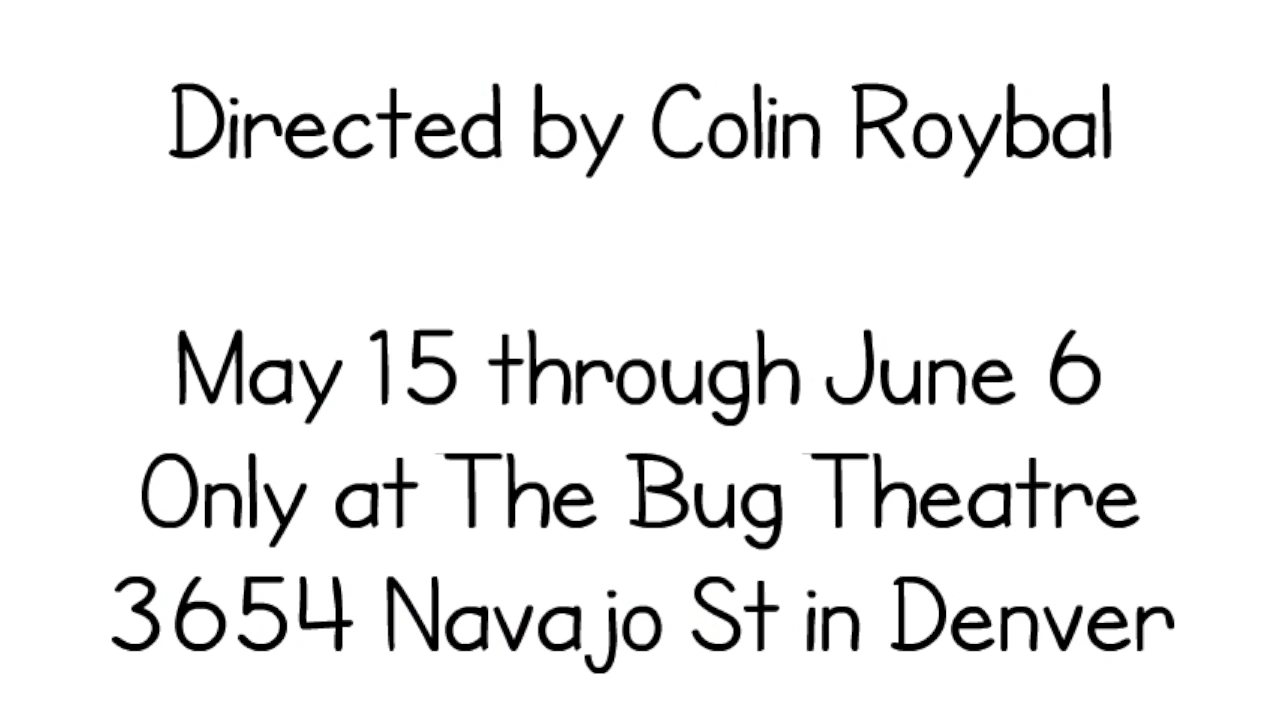 Directed by Colin Roybal
May 15 through June 6
Only at The Bug Theatre
3654 Navajo St in Denver